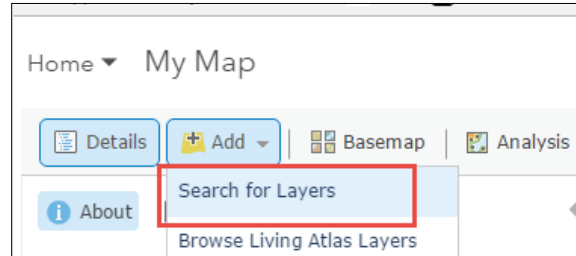 Home My Map
Details Add Basemap Analysis
About Search for Layers
Browse Living Atlas Layers